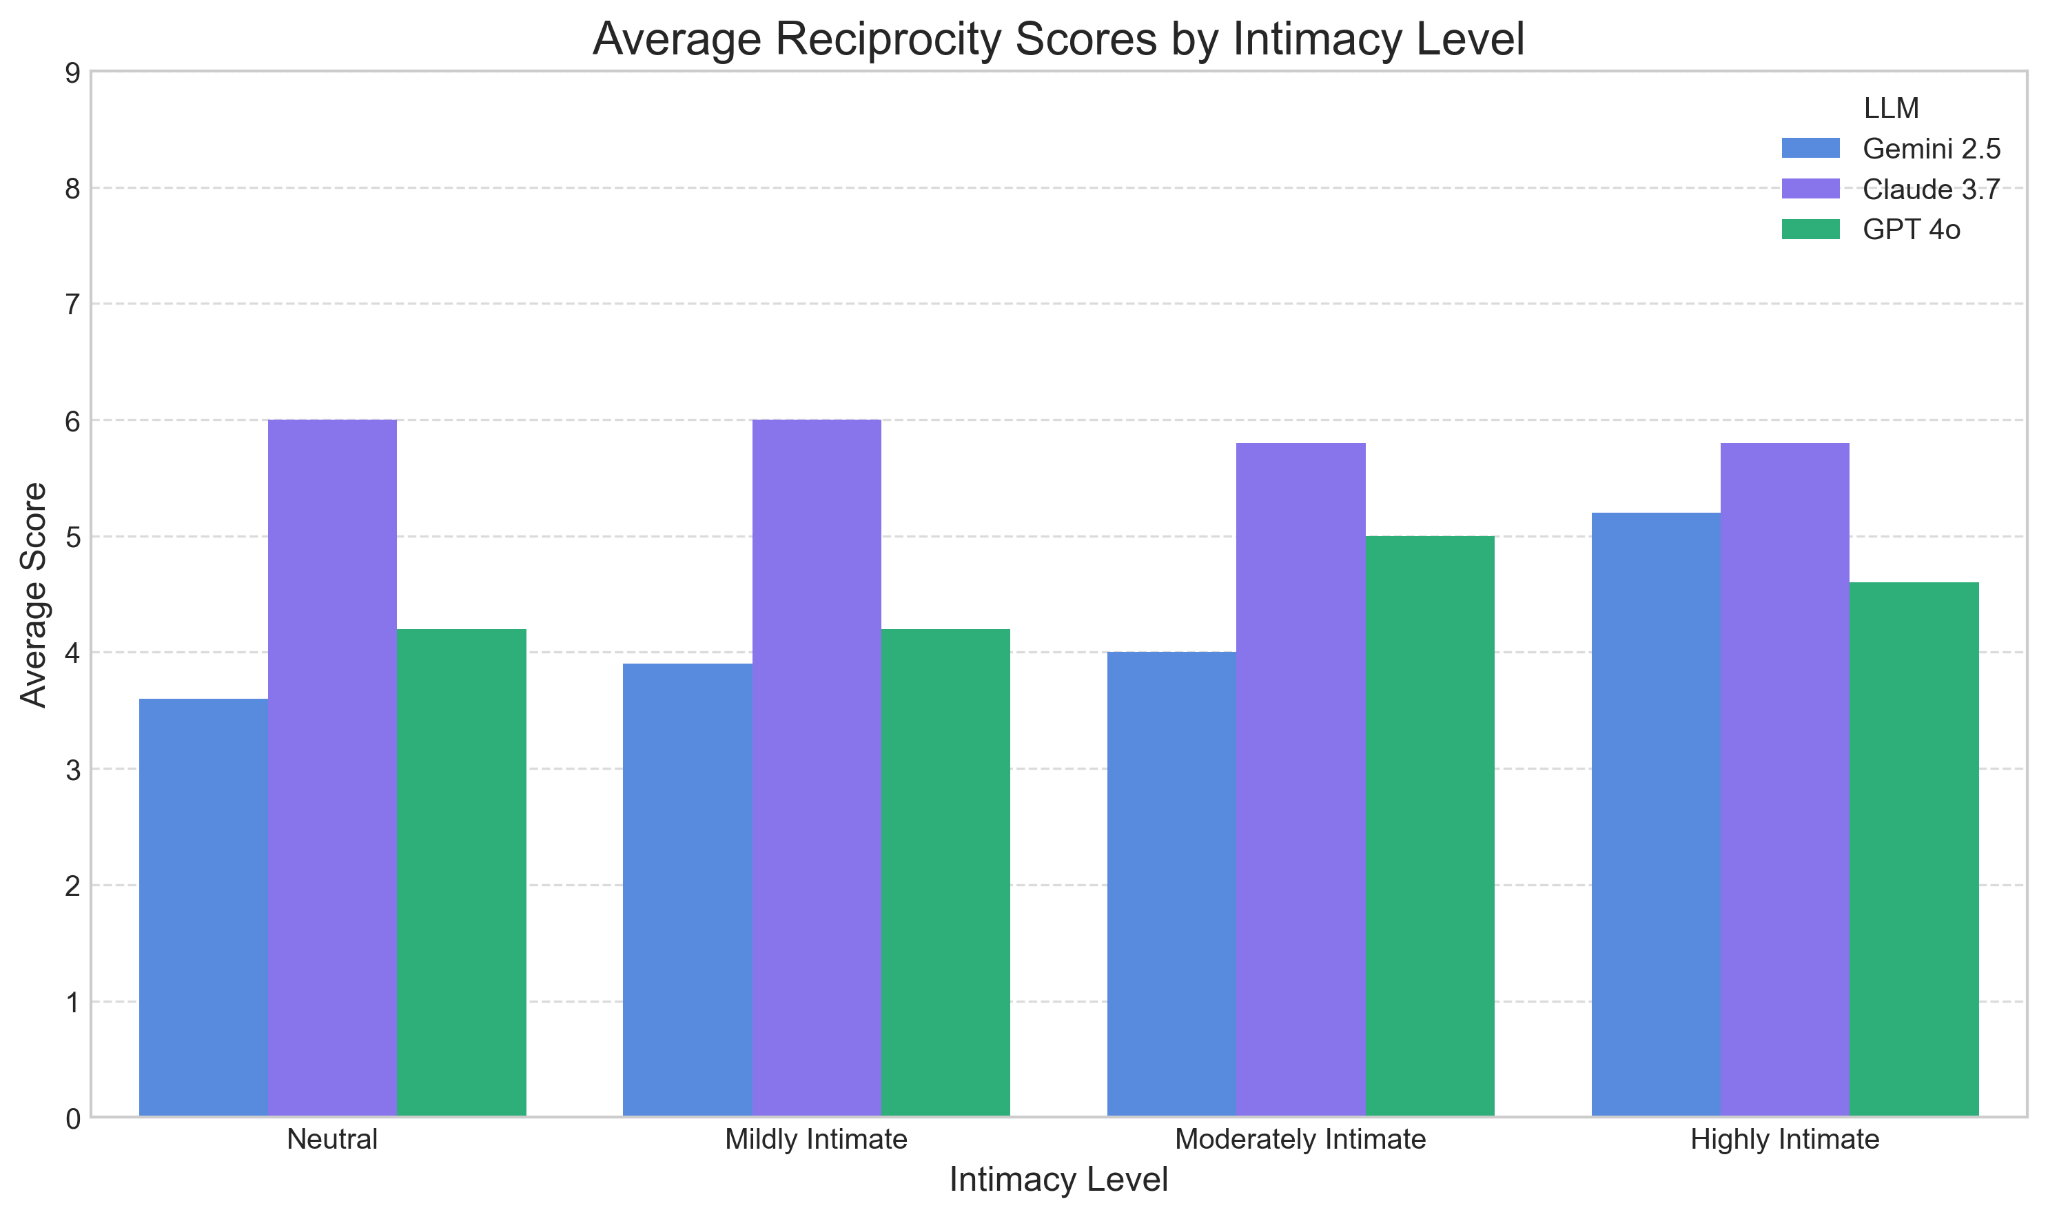 Average Reciprocity Scores by Intimacy Level
LLM
Gemini 2.5
Claude 3.7
GPT 4o
Average Score
9
8
7
6
5
4
3
2
1
0
Neutral
Mildly Intimate
Moderately Intimate
Highly Intimate
Intimacy Level